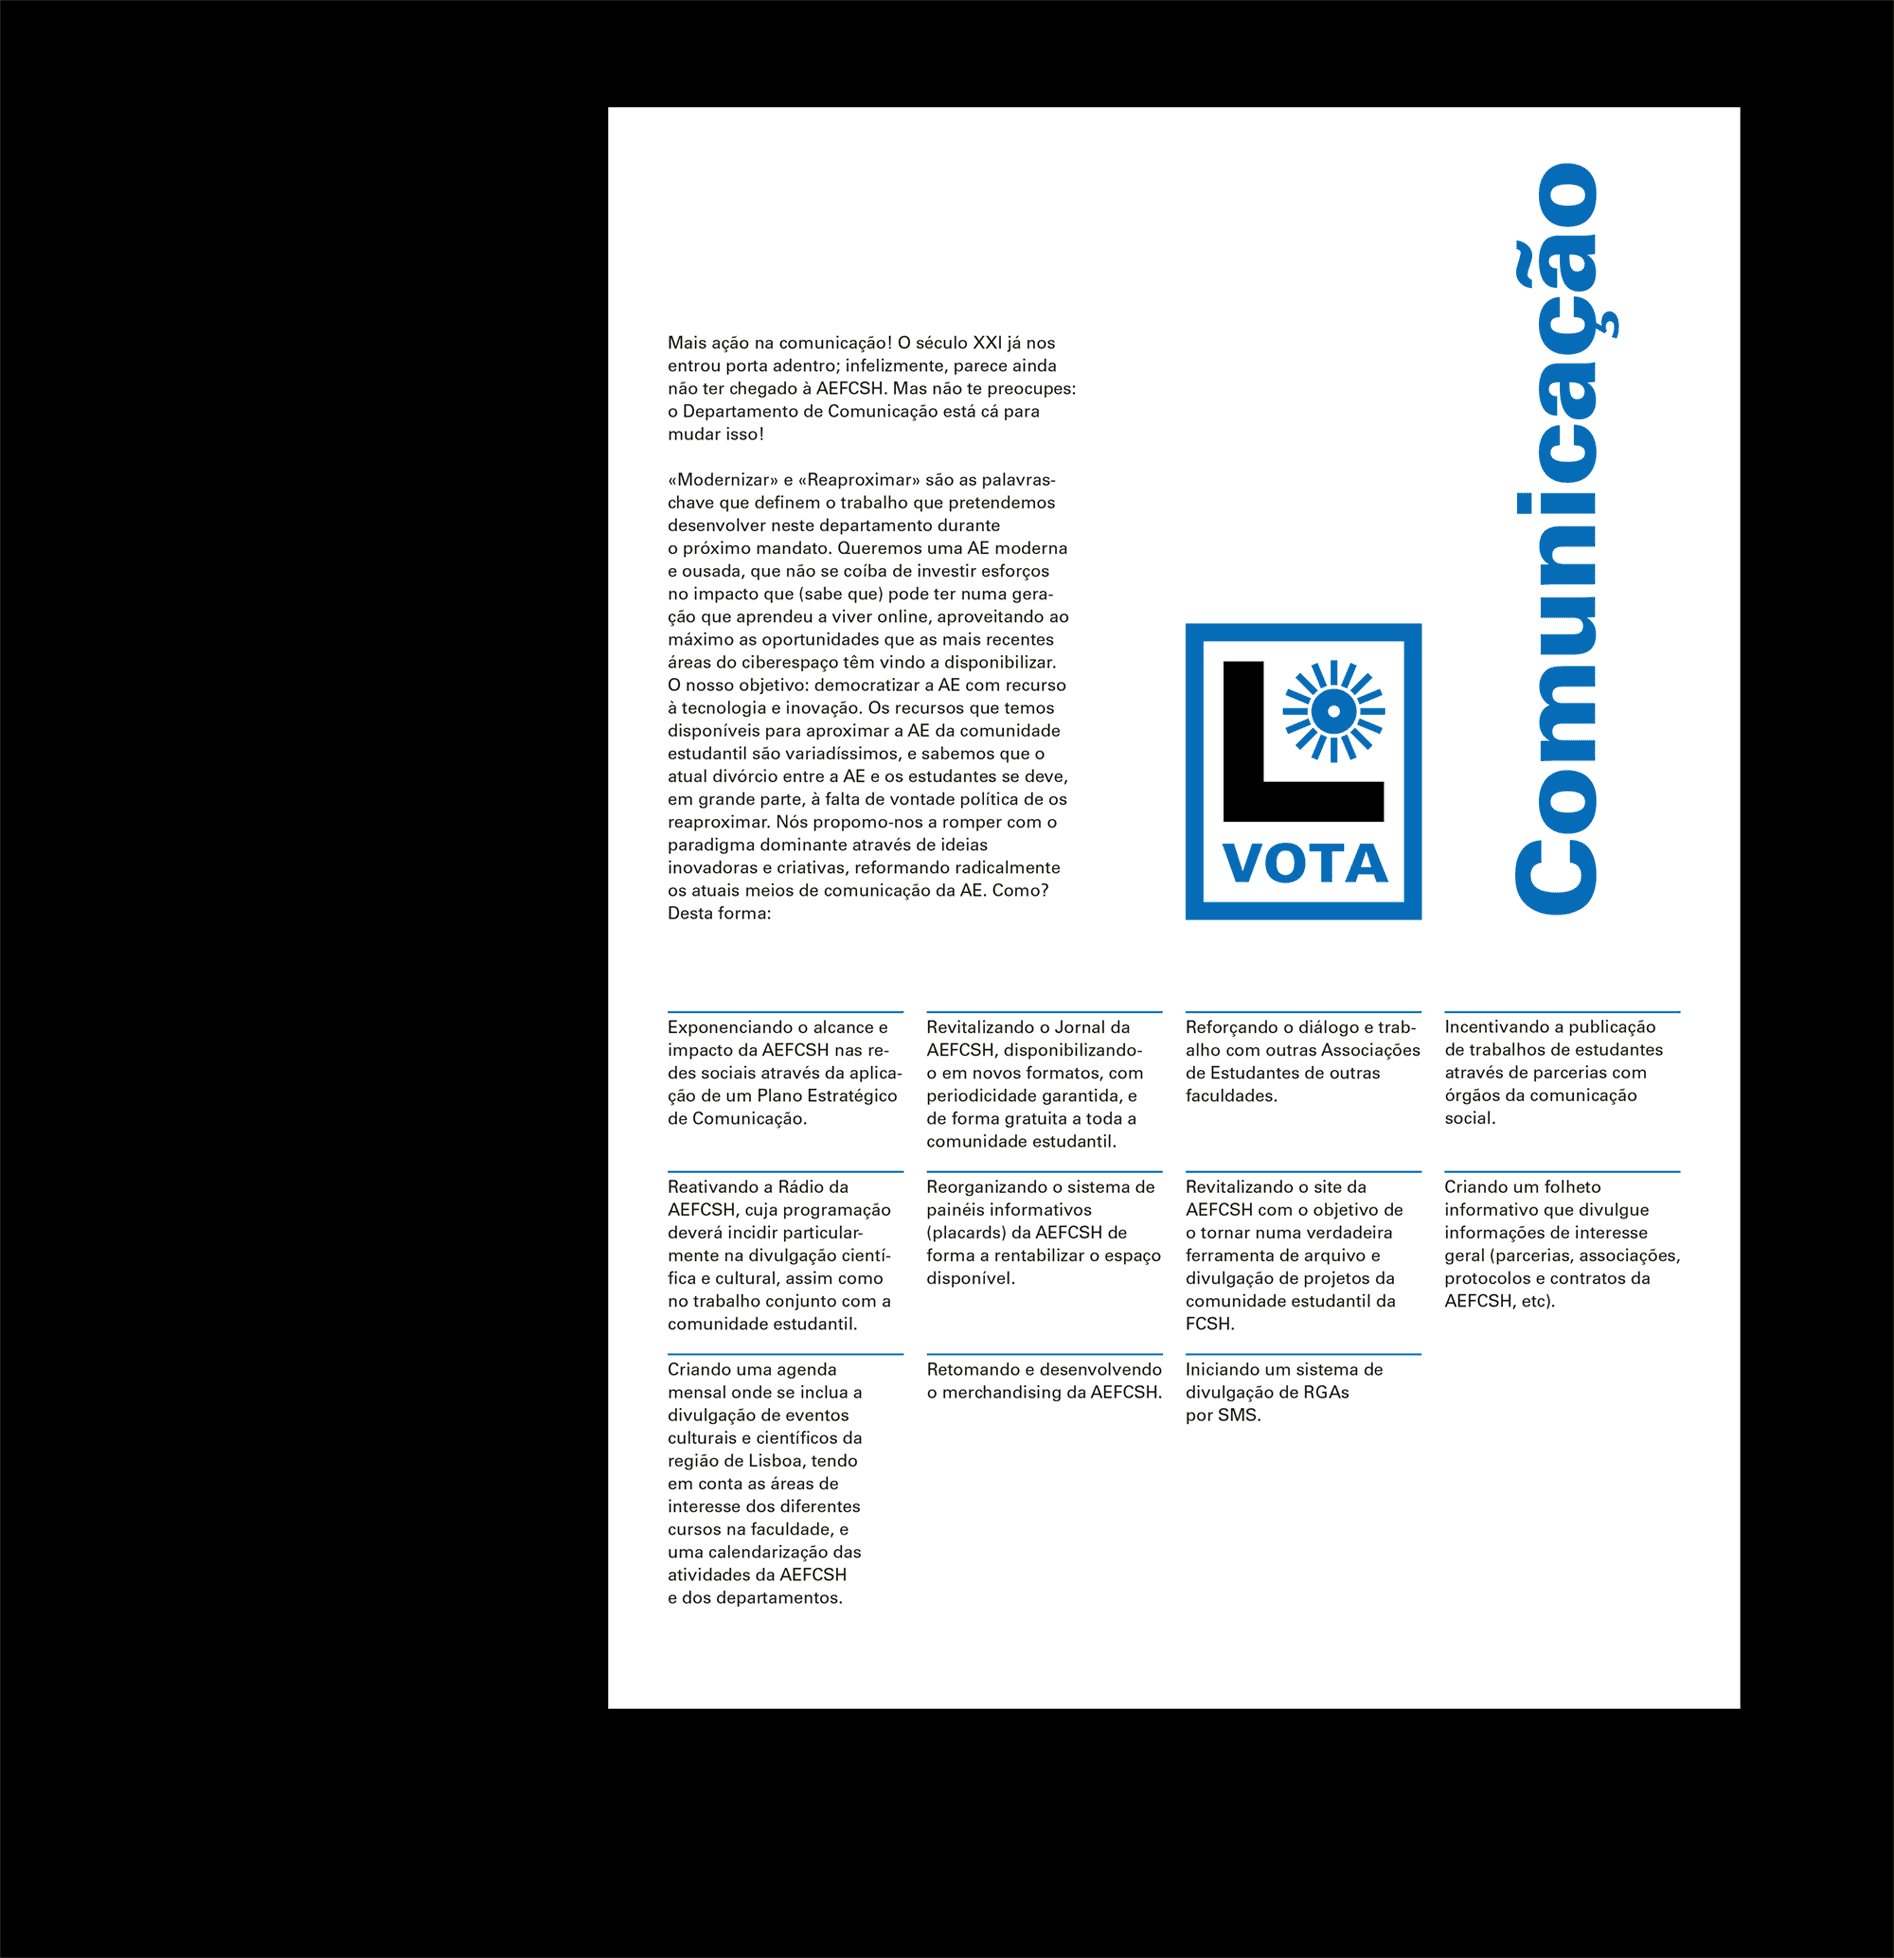 Comunicação
Mais ação na comunicação! O século XXI já nos
entrou porta adentro; infelizmente, parece ainda
não ter chegado à AEFCSH. Mas não te preocupes:
o Departamento de Comunicação está cá para
mudar isso!
«Modernizar» e «Reaproximar» são as palavras-
chave que definem o trabalho que pretendemos
desenvolver neste departamento durante
o próximo mandato. Queremos uma AE moderna
e ousada, que não se coíba de investir esforços
no impacto que (sabe que) pode ter numa gera-
ção que aprendeu a viver online, aproveitando ao
máximo as oportunidades que as mais recentes
áreas do ciberespaço têm vindo a disponibilizar.
O nosso objetivo: democratizar a AE com recurso
à tecnologia e inovação. Os recursos que temos
disponíveis para aproximar a AE da comunidade
estudantil são variadíssimos, e sabemos que o
atual divórcio entre a AE e os estudantes se deve,
em grande parte, à falta de vontade política de os
reaproximar. Nós propomo-nos a romper com o
paradigma dominante através de ideias
inovadoras e criativas, reformando radicalmente
os atuais meios de comunicação da AE. Como?
Desta forma:
L
VOTA
Exponenciando o alcance e
impacto da AEFCSH nas re-
des sociais através da aplica-
ção de um Plano Estratégico
de Comunicação.
Revitalizando o Jornal da
AEFCSH, disponibilizando-
o em novos formatos, com
periodicidade garantida, e
de forma gratuita a toda a
comunidade estudantil.
Reforçando o diálogo e trab-
alho com outras Associações
de Estudantes de outras
faculdades.
Incentivando a publicação
de trabalhos de estudantes
através de parcerias com
órgãos da comunicação
social.
Reativando a Rádio da
AEFCSH, cuja programação
deverá incidir particular-
mente na divulgação cientí-
fica e cultural, assim como
no trabalho conjunto com a
comunidade estudantil.
Reorganizando o sistema de
painéis informativos
(placards) da AEFCSH de
forma a rentabilizar o espaço
disponível.
Revitalizando o site da
AEFCSH com o objetivo de
o tornar numa verdadeira
ferramenta de arquivo e
divulgação de projetos da
comunidade estudantil da
FCSH.
Criando um folheto
informativo que divulgue
informações de interesse
geral (parcerias, associações,
protocolos e contratos da
AEFCSH, etc).
Criando uma agenda
mensal onde se inclua a
divulgação de eventos
culturais e científicos da
região de Lisboa, tendo
em conta as áreas de
interesse dos diferentes
cursos na faculdade, e
uma calendarização das
atividades da AEFCSH
e dos departamentos.
Retomando e desenvolvendo
o merchandising da AEFCSH.
Iniciando um sistema de
divulgação de RGAs
por SMS.